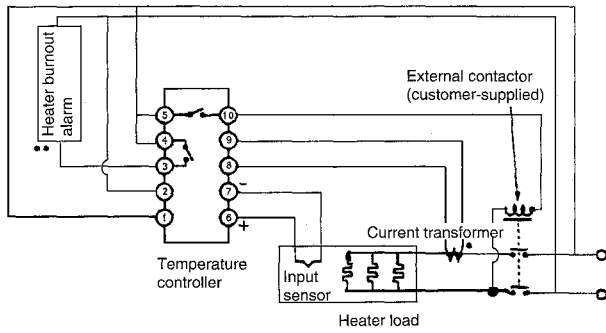 Heater burnout
alarm
External contactor
(customer-supplied)
5
10
4
9
3
8
2
7
-
1
6
+
Current transformer
Temperature
controller
Input
sensor
Heater load